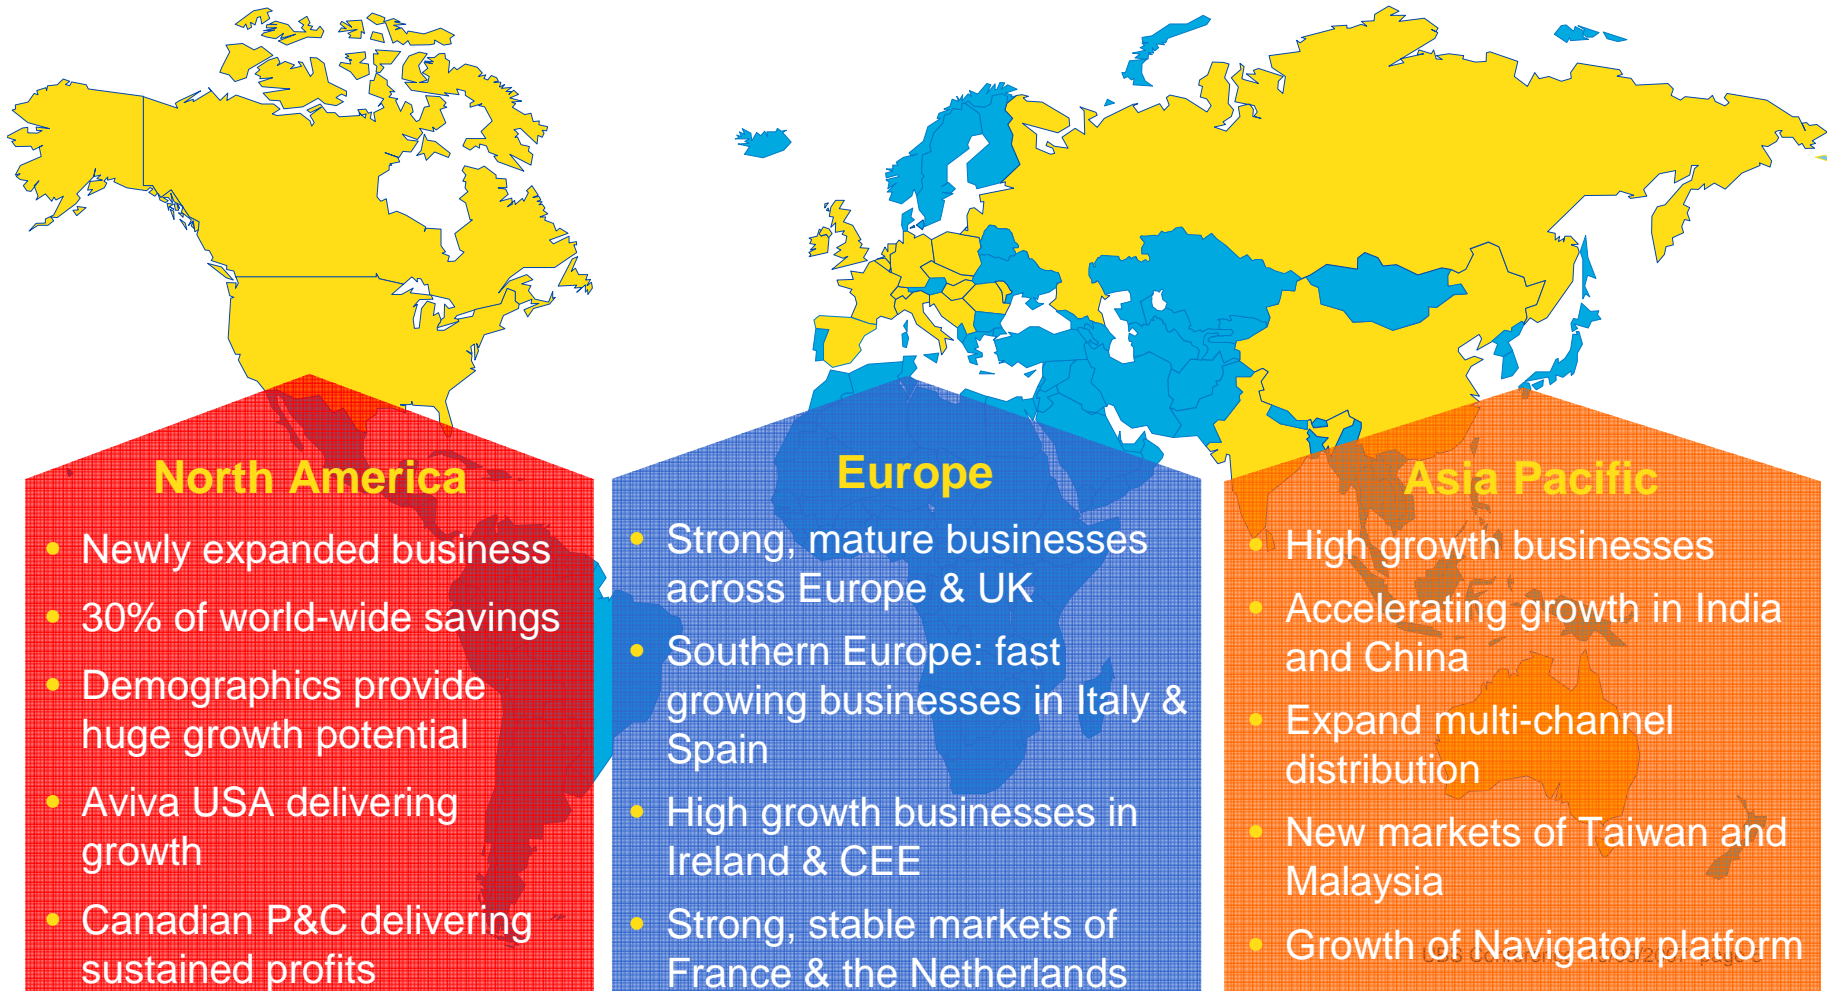 North America
• Newly expanded business
• 30% of world-wide savings
• Demographics provide
huge growth potential
• Aviva USA delivering
growth
• Canadian P&C delivering
sustained profits
Europe
• Strong, mature businesses
across Europe & UK
• Southern Europe: fast
growing businesses in Italy &
Spain
• High growth businesses in
Ireland & CEE
• Strong, stable markets of
France & the Netherlands
Asia Pacific
• High growth businesses
• Accelerating growth in India
and China
• Expand multi-channel
distribution
• New markets of Taiwan and
Malaysia
• Growth of Navigator platform